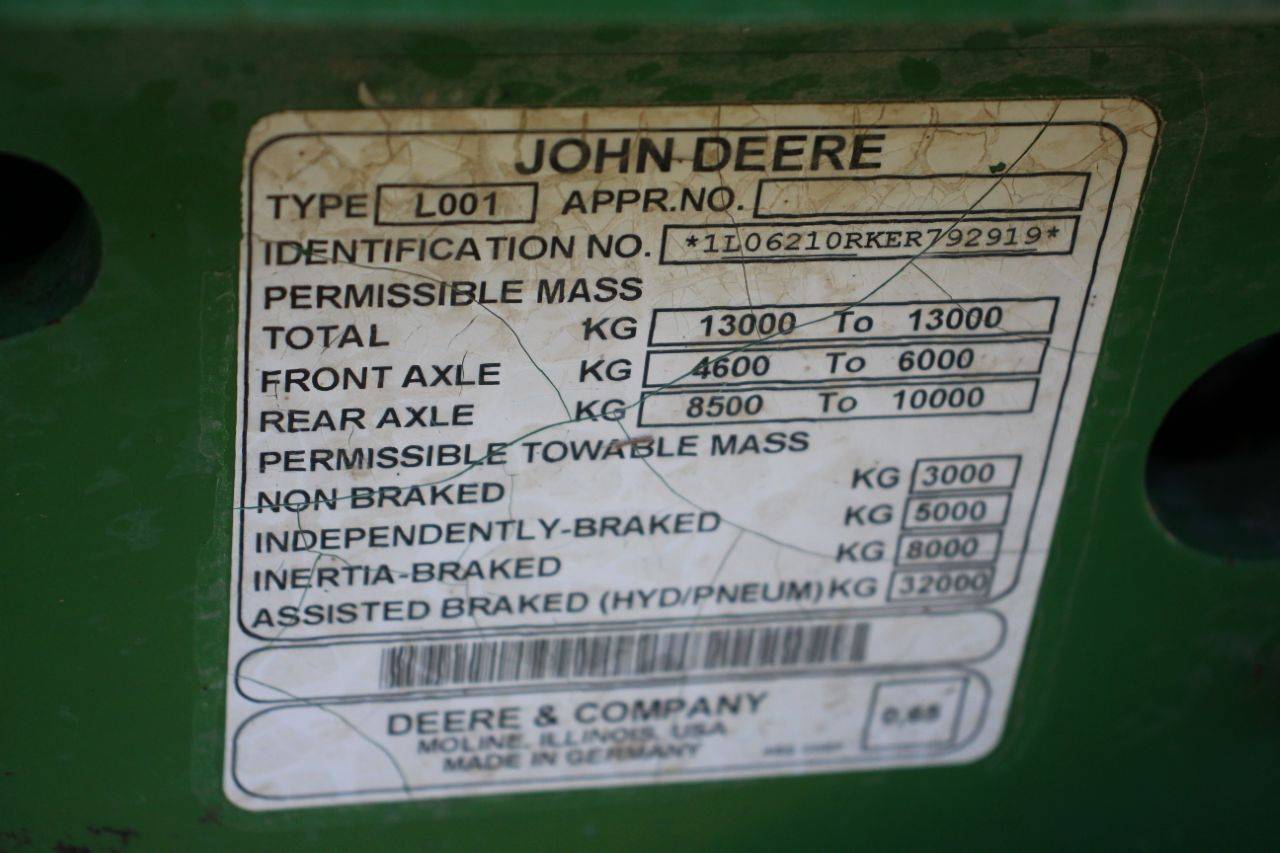 JOHN DEERE
TYPE L001 APPR.NO.
IDENTIFICATION NO. *1L06210RKER792919*
PERMISSIBLE MASS
TOTAL KG 13000 To 13000
FRONT AXLE KG 4600 To 6000
REAR AXLE KG 8500 To 10000
PERMISSIBLE TOWABLE MASS
NON BRAKED KG 3000
INDEPENDENTLY-BRAKED KG 5000
INERTIA-BRAKED KG 8000
ASSISTED BRAKED (HYD/PNEUM) KG 32000
DEERE & COMPANY
MOLINE, ILLINOIS, USA
MADE IN GERMANY
0.65